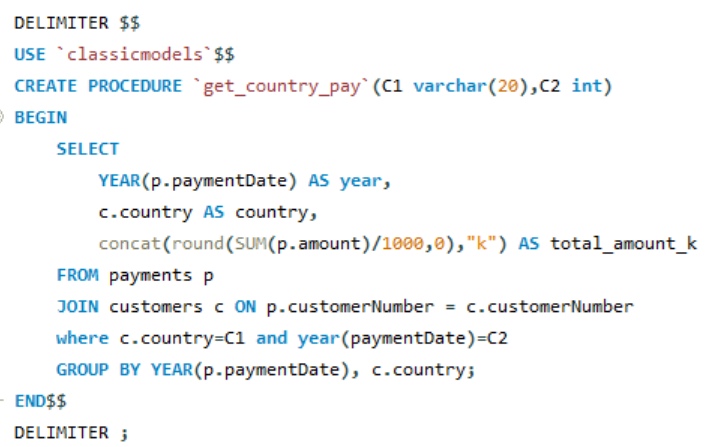 DELIMITER $$
USE `classicmodels`$$
CREATE PROCEDURE `get_country_pay`(C1 varchar(20),C2 int)
BEGIN
SELECT
YEAR(p.paymentDate) AS year,
c.country AS country,
concat(round(SUM(p.amount)/1000,0),"k") AS total_amount_k
FROM payments p
JOIN customers c ON p.customerNumber = c.customerNumber
where c.country=C1 and year(paymentDate)=C2
GROUP BY YEAR(p.paymentDate), c.country;
END$$
DELIMITER ;